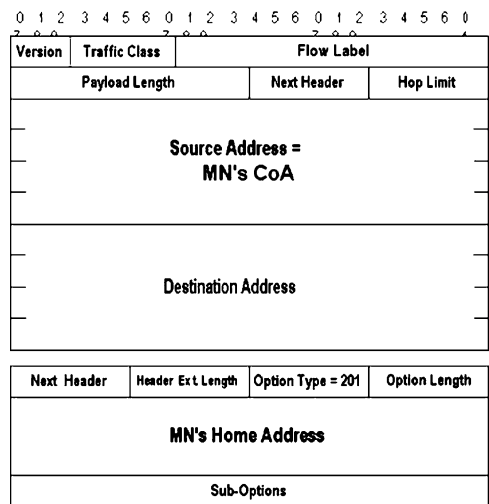 0 1 2 3 4 5 6 0 1 2 3 4 5 6 0 1 2 3 4 5 6 0
Version Traffic Class Flow Label
Payload Length Next Header Hop Limit
Source Address =
MN's CoA
Destination Address
Next Header Header Ext. Length Option Type = 201 Option Length
MN's Home Address
Sub-Options